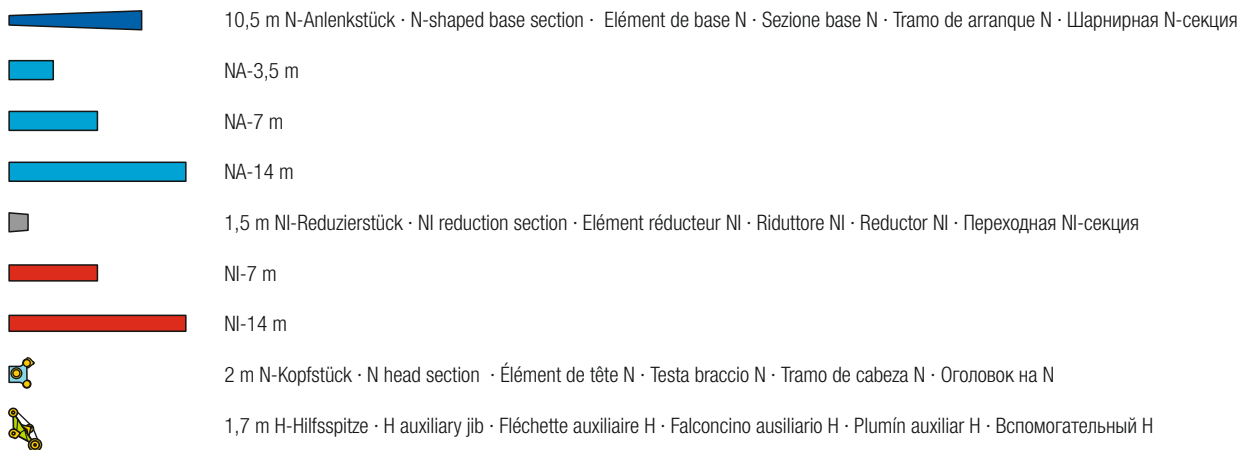 10,5 m N-Anlenkstück · N-shaped base section · Elément de base N · Sezione base N · Tramo de arranque N · Шарнирная N-секция
NA-3,5 m
NA-7 m
NA-14 m
1,5 m NI-Reduzierstück · NI reduction section · Elément réducteur NI · Riduttore NI · Reductor NI · Переходная NI-секция
NI-7 m
NI-14 m
2 m N-Kopfstück · N head section · Élément de tête N · Testa braccio N · Tramo de cabeza N · Оголовок на N
1,7 m H-Hilfsspitze · H auxiliary jib · Fléchette auxiliaire H · Falconcino ausiliario H · Plumín auxiliar H · Вспомогательный H